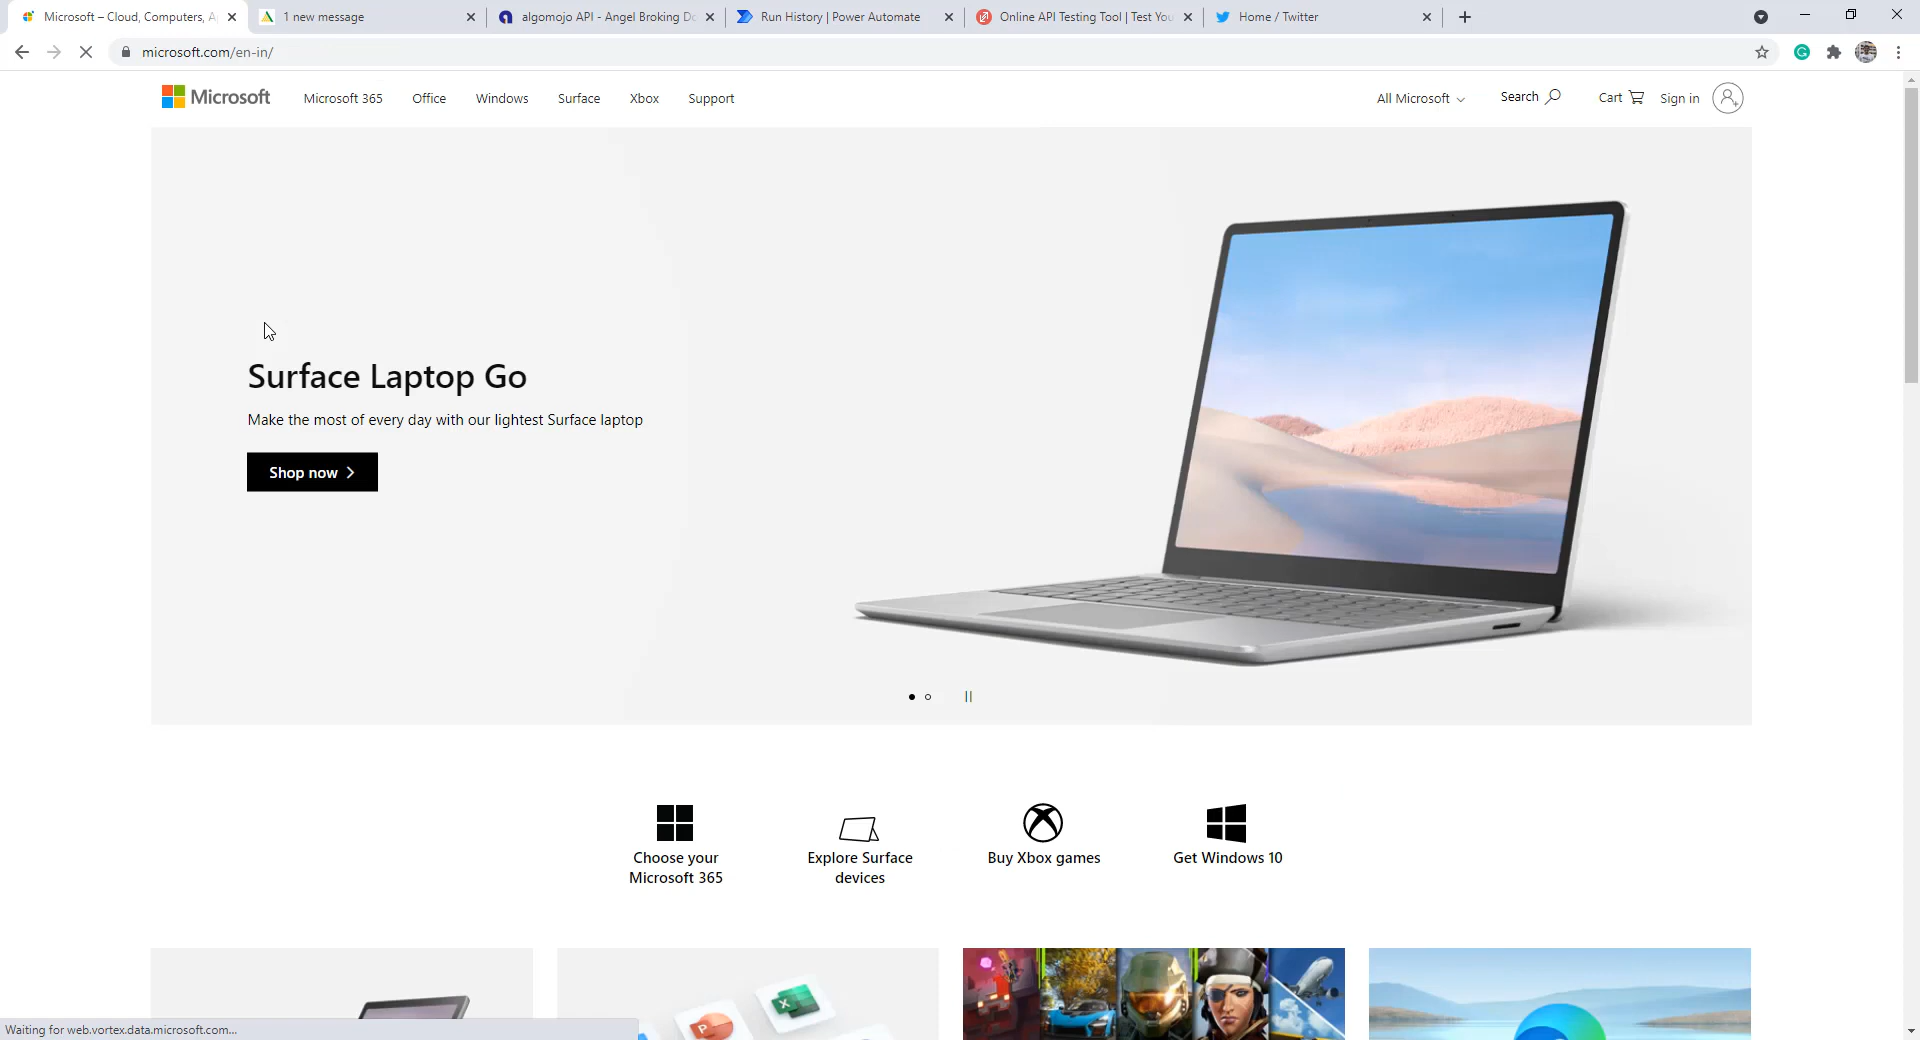 Microsoft – Cloud, Computers, A
1 new message
algomojo API - Angel Broking Do
Run History | Power Automate
Online API Testing Tool | Test You
Home / Twitter
microsoft.com/en-in/
Microsoft
Microsoft 365
Office
Windows
Surface
Xbox
Support
All Microsoft
Search
Cart
Sign in
Surface Laptop Go
Make the most of every day with our lightest Surface laptop
Shop now
Choose your
Microsoft 365
Explore Surface
devices
Buy Xbox games
Get Windows 10
Waiting for web.vortex.data.microsoft.com...